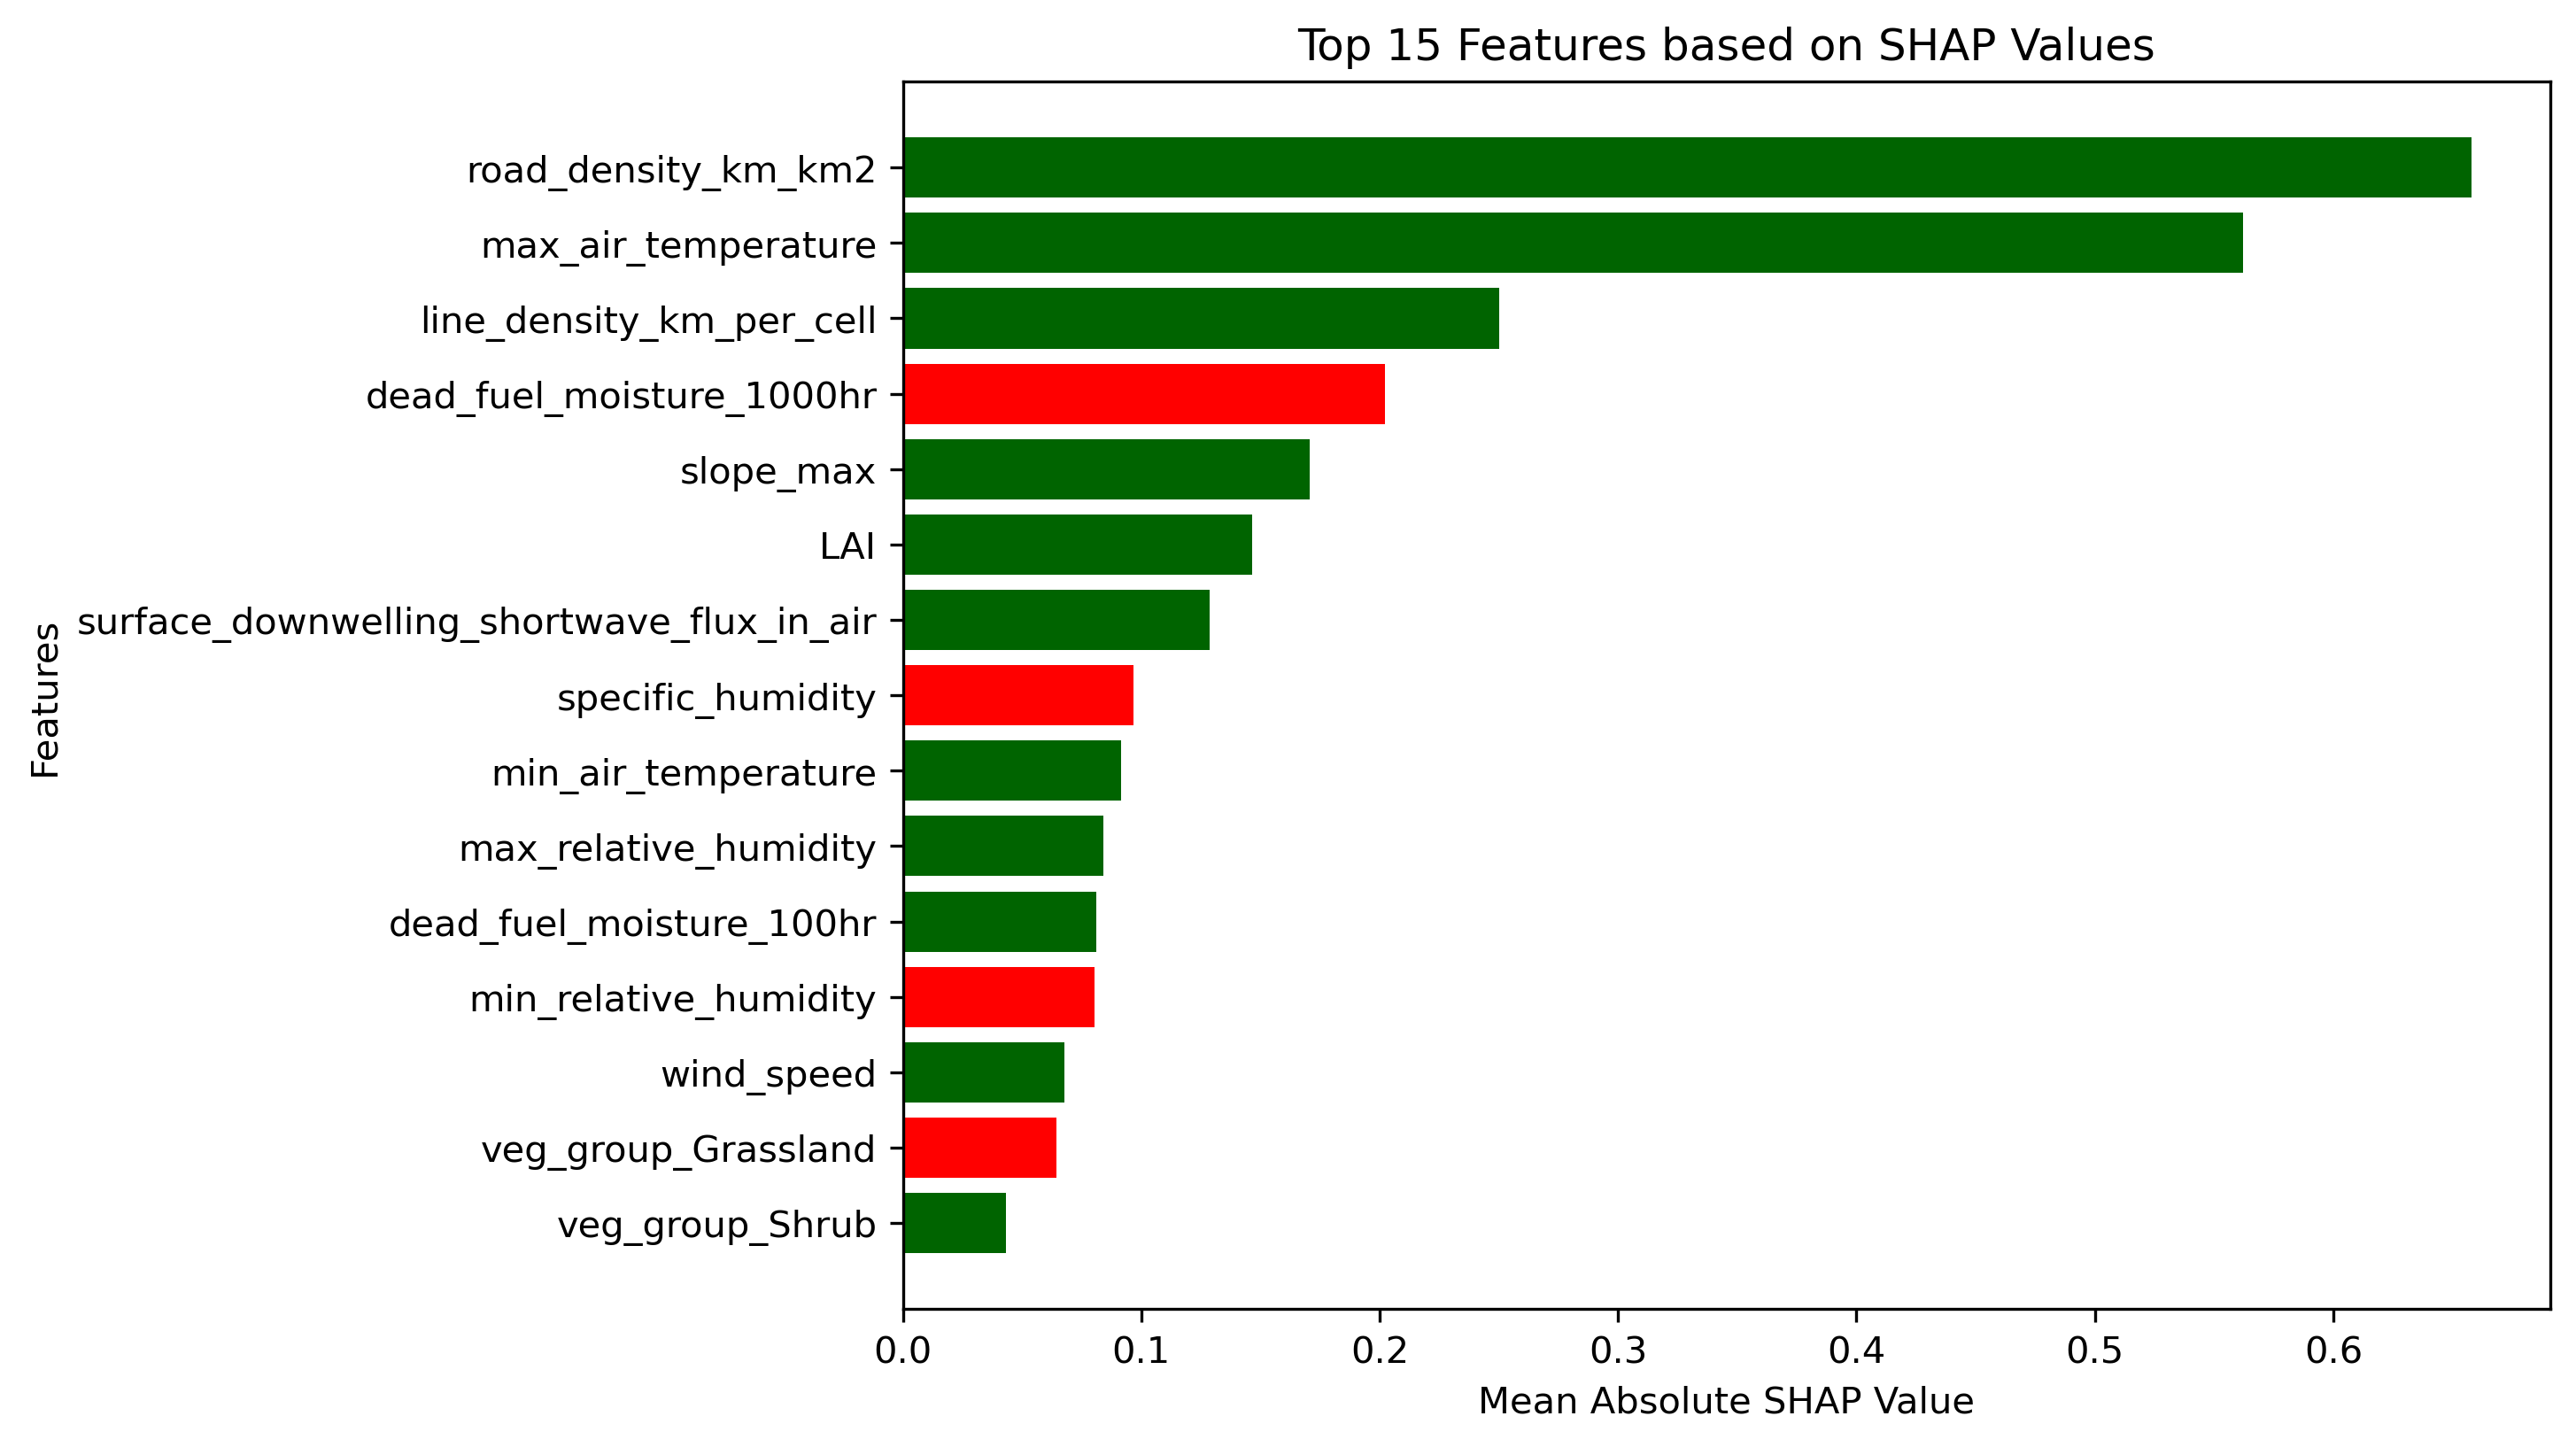 Top 15 Features based on SHAP Values
Features
road_density_km_km2
max_air_temperature
line_density_km_per_cell
dead_fuel_moisture_1000hr
slope_max
LAI
surface_downwelling_shortwave_flux_in_air
specific_humidity
min_air_temperature
max_relative_humidity
dead_fuel_moisture_100hr
min_relative_humidity
wind_speed
veg_group_Grassland
veg_group_Shrub
0.0 0.1 0.2 0.3 0.4 0.5 0.6
Mean Absolute SHAP Value